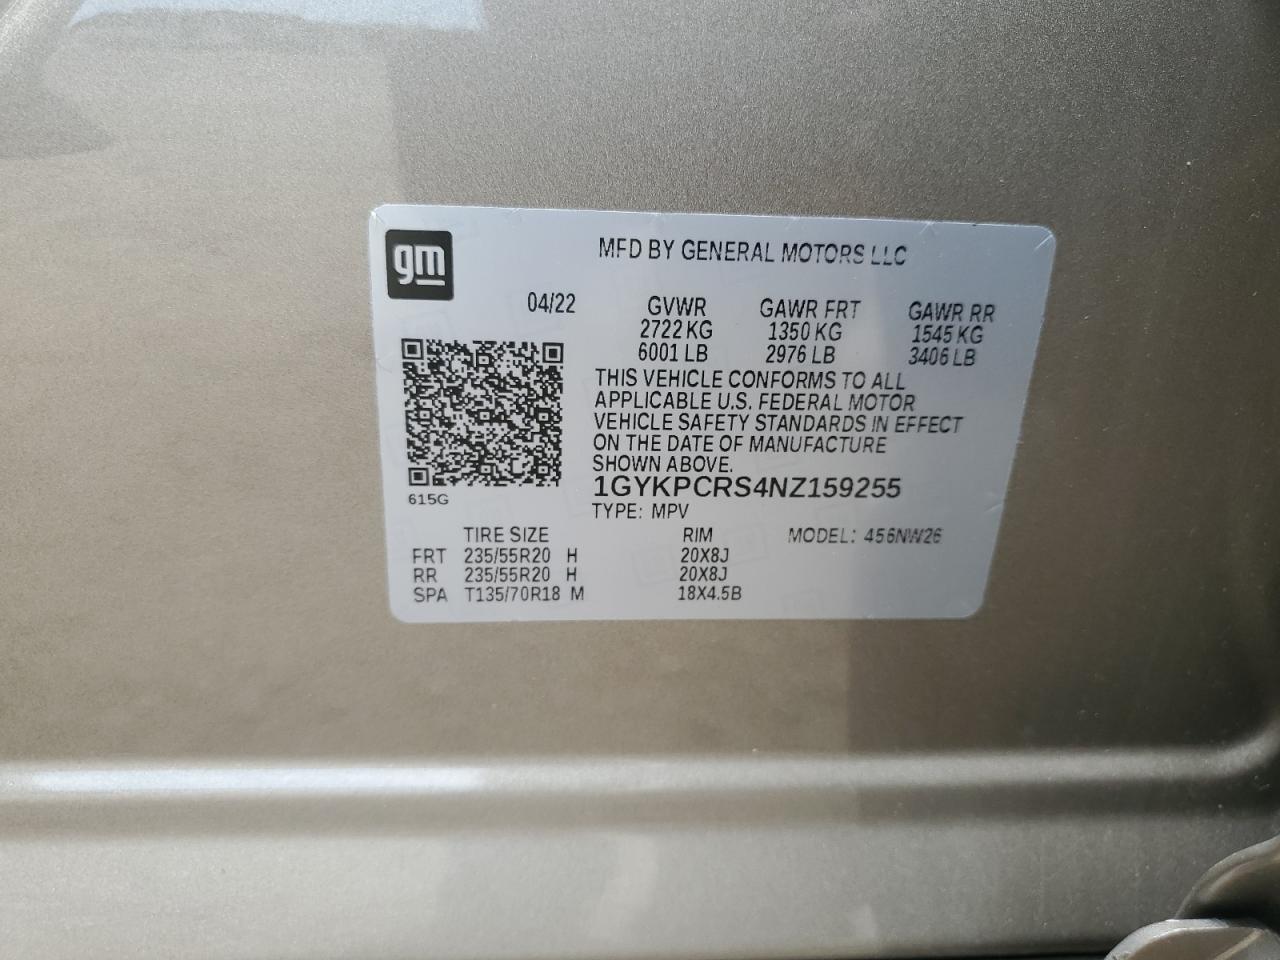 gm
MFD BY GENERAL MOTORS LLC
04/22 GVWR GAWR FRT GAWR RR
2722 KG 1350 KG 1545 KG
6001 LB 2976 LB 3406 LB
THIS VEHICLE CONFORMS TO ALL
APPLICABLE U.S. FEDERAL MOTOR
VEHICLE SAFETY STANDARDS IN EFFECT
ON THE DATE OF MANUFACTURE
SHOWN ABOVE.
1GYKPCRS4NZ159255
615G
TYPE: MPV
TIRE SIZE RIM MODEL: 456NW26
FRT 235/55R20 H 20X8J
RR 235/55R20 H 20X8J
SPA T135/70R18 M 18X4.5B